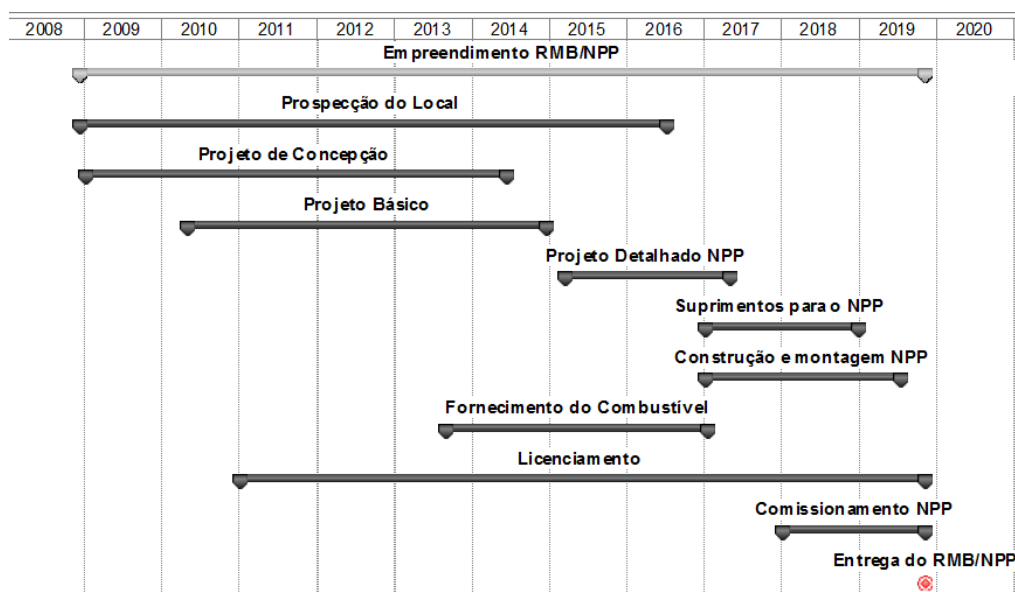 2008 2009 2010 2011 2012 2013 2014 2015 2016 2017 2018 2019 2020
Empreendimento RMB/NPP
Prospecção do Local
Projeto de Concepção
Projeto Básico
Projeto Detalhado NPP
Suprimentos para o NPP
Construção e montagem NPP
Fornecimento do Combustível
Licenciamento
Comissionamento NPP
Entrega do RMB/NPP